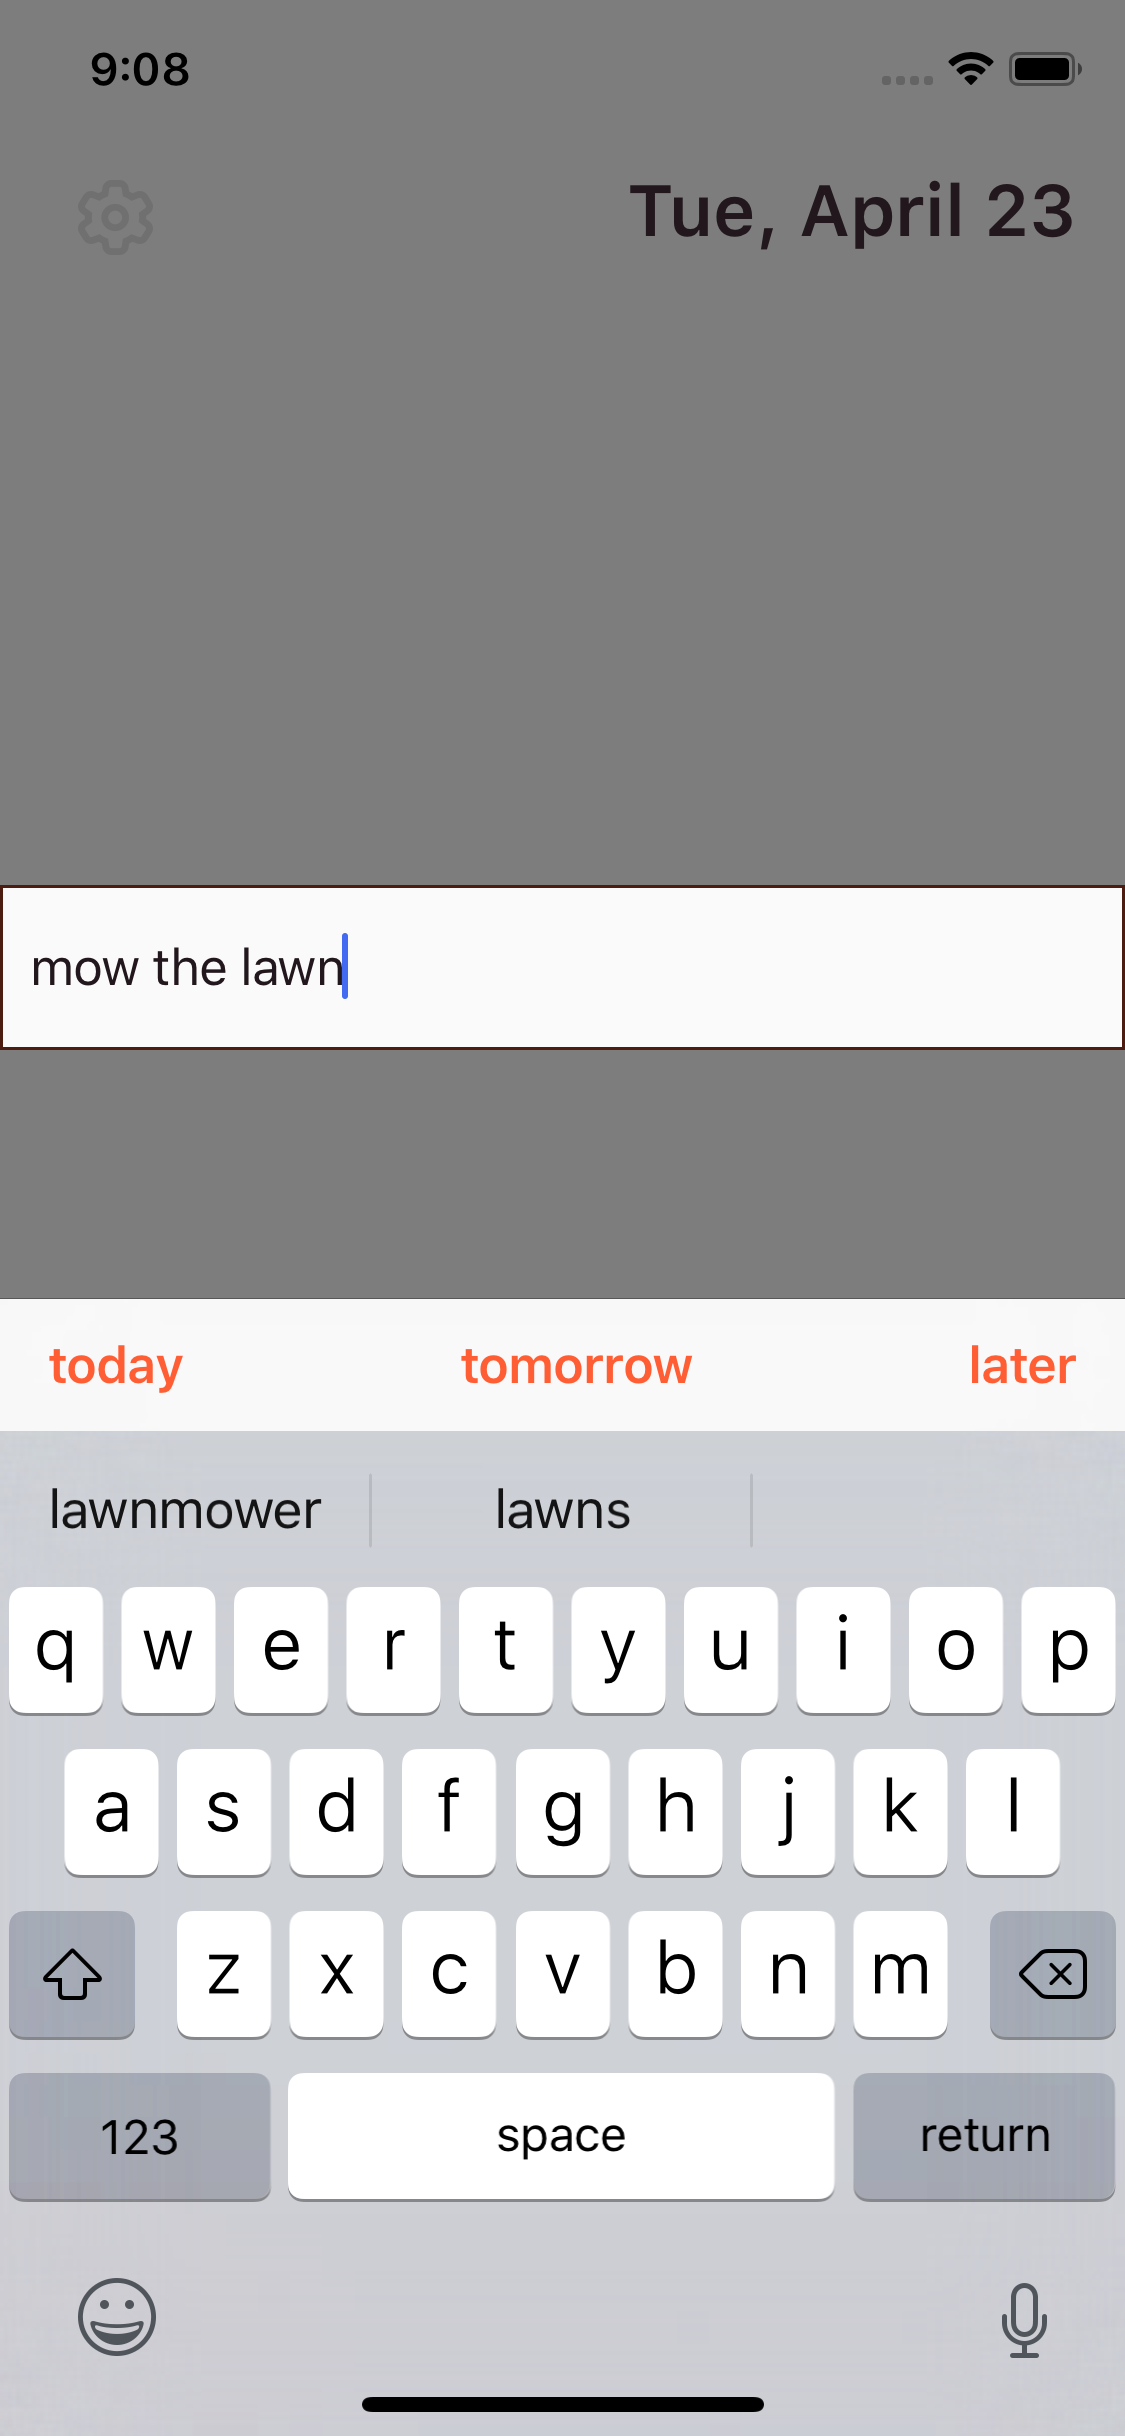 9:08
Tue, April 23
mow the lawn
today tomorrow later
lawnmower lawns
q w e r t y u i o p
a s d f g h j k l
z x c v b n m
123 space return